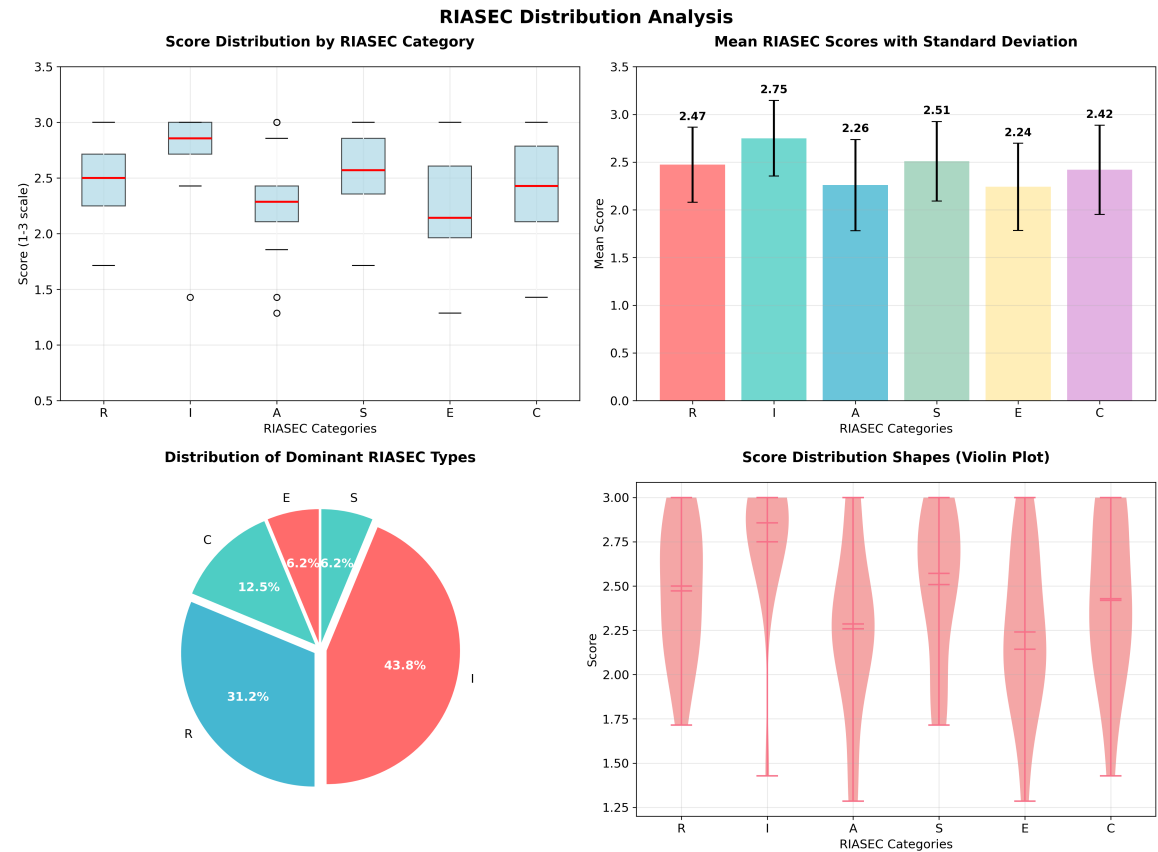 RIASEC Distribution Analysis
Score Distribution by RIASEC Category
3.5
3.0
2.5
2.0
1.5
1.0
0.5
Score (1-3 scale)
R I A S E C
RIASEC Categories
Mean RIASEC Scores with Standard Deviation
3.5
3.0
2.5
2.0
1.5
1.0
0.5
0.0
Mean Score
2.47 2.75 2.26 2.51 2.24 2.42
R I A S E C
RIASEC Categories
Distribution of Dominant RIASEC Types
E S
C
6.2% 6.2%
12.5%
43.8%
I
31.2%
R
Score Distribution Shapes (Violin Plot)
3.00
2.75
2.50
2.25
2.00
1.75
1.50
1.25
Score
R I A S E C
RIASEC Categories